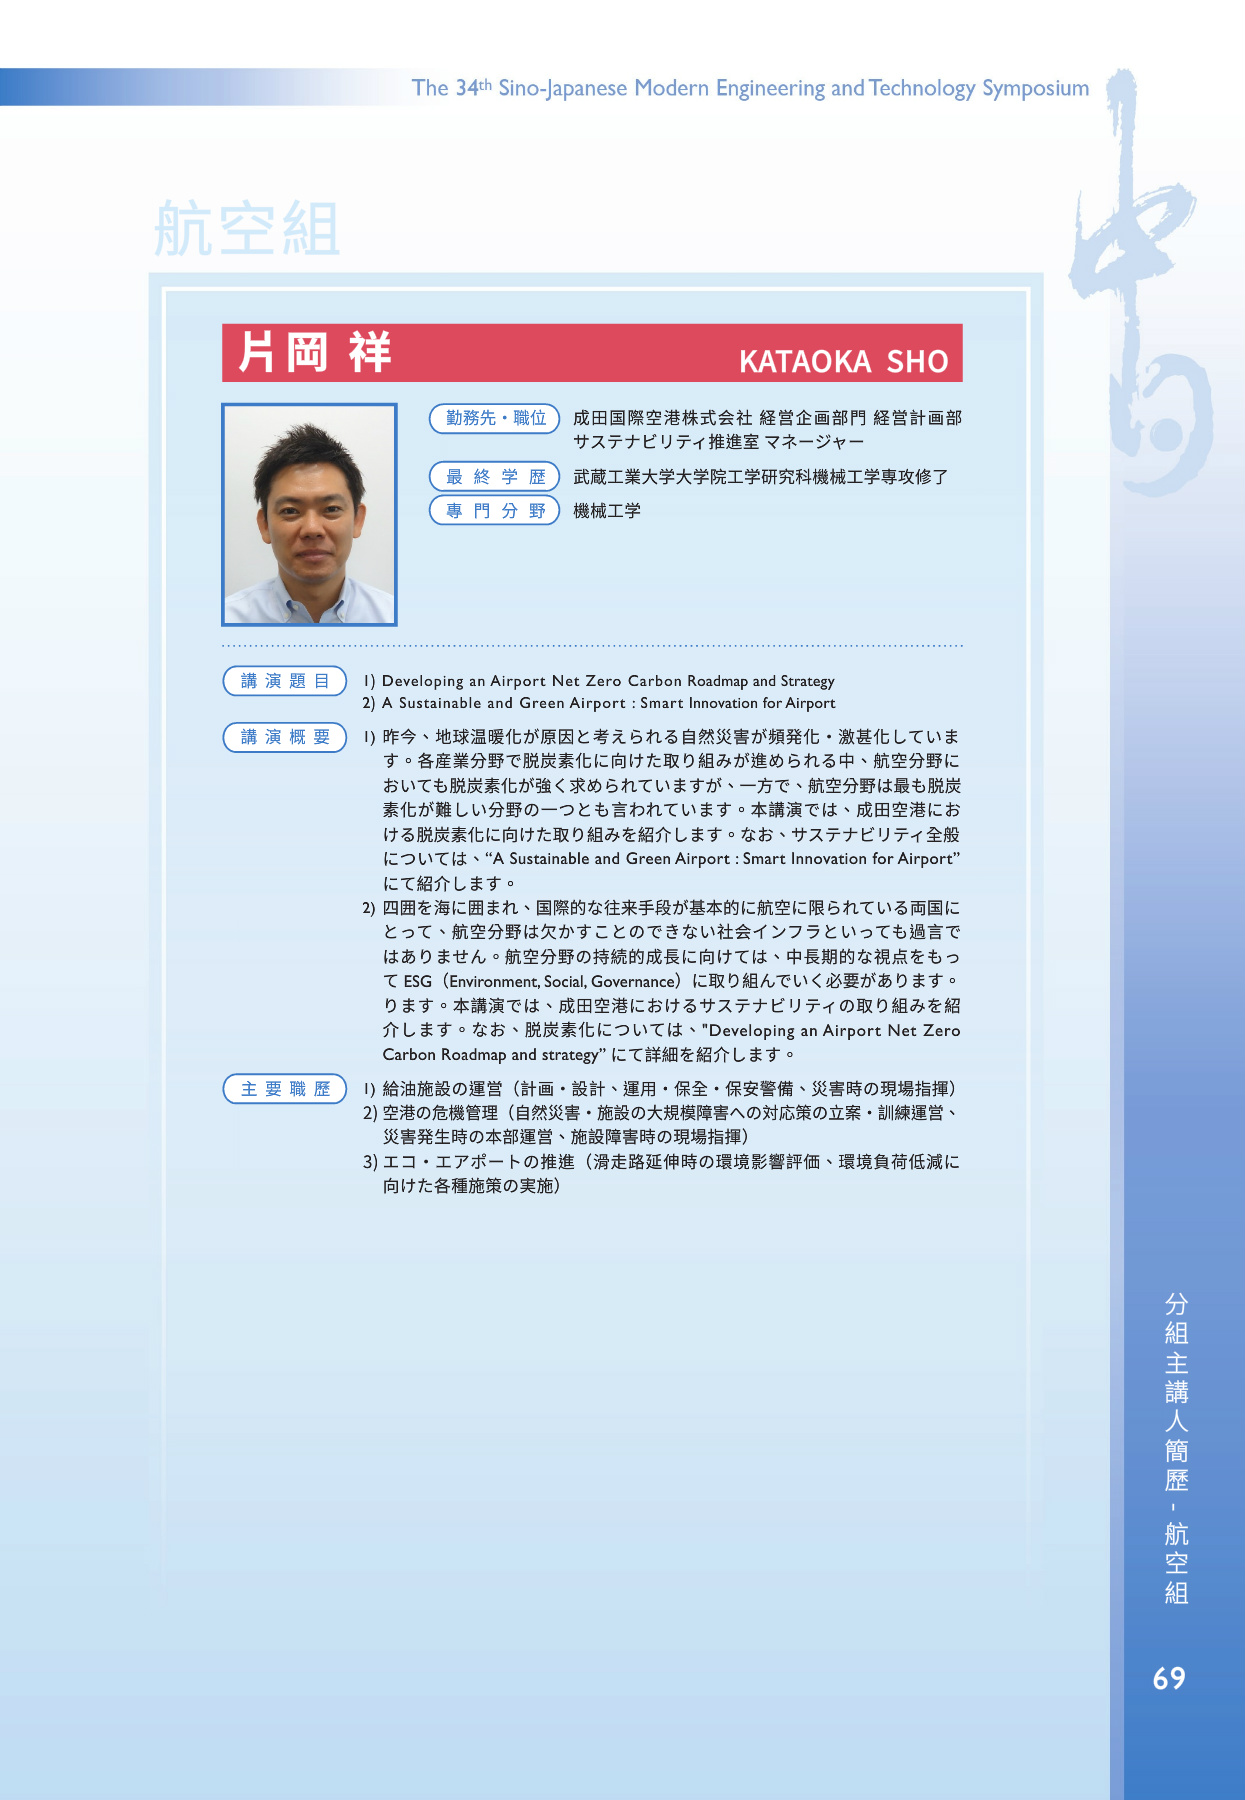 The 34th Sino-Japanese Modern Engineering and Technology Symposium
航空組
片岡 祥 KATAOKA SHO
勤務先・職位 成田国際空港株式会社 経営企画部門 経営計画部
サステナビリティ推進室 マネージャー
最終学歴 武蔵工業大学大学院工学研究科機械工学専攻修了
專門分野 機械工学
講演題目 1) Developing an Airport Net Zero Carbon Roadmap and Strategy
2) A Sustainable and Green Airport : Smart Innovation for Airport
講演概要 1) 昨今、地球温暖化が原因と考えられる自然災害が頻発化・激甚化していま
す。各産業分野で脱炭素化に向けた取り組みが進められる中、航空分野に
おいても脱炭素化が強く求められていますが、一方で、航空分野は最も脱炭
素化が難しい分野の一つとも言われています。本講演では、成田空港にお
ける脱炭素化に向けた取り組みを紹介します。なお、サステナビリティ全般
については、“A Sustainable and Green Airport : Smart Innovation for Airport”
にて紹介します。
2) 四囲を海に囲まれ、国際的な往来手段が基本的に航空に限られている両国に
とって、航空分野は欠かすことのできない社会インフラといっても過言で
はありません。航空分野の持続的成長に向けては、中長期的な視点をもっ
て ESG（Environment, Social, Governance）に取り組んでいく必要があります。
ります。本講演では、成田空港におけるサステナビリティの取り組みを紹
介します。なお、脱炭素化については、"Developing an Airport Net Zero
Carbon Roadmap and strategy” にて詳細を紹介します。
主要職歷 1) 給油施設の運営（計画・設計、運用・保全・保安警備、災害時の現場指揮）
2) 空港の危機管理（自然災害・施設の大規模障害への対応策の立案・訓練運営、
災害発生時の本部運営、施設障害時の現場指揮）
3) エコ・エアポートの推進（滑走路延伸時の環境影響評価、環境負荷低減に
向けた各種施策の実施）
分組主講人簡歷-航空組
69